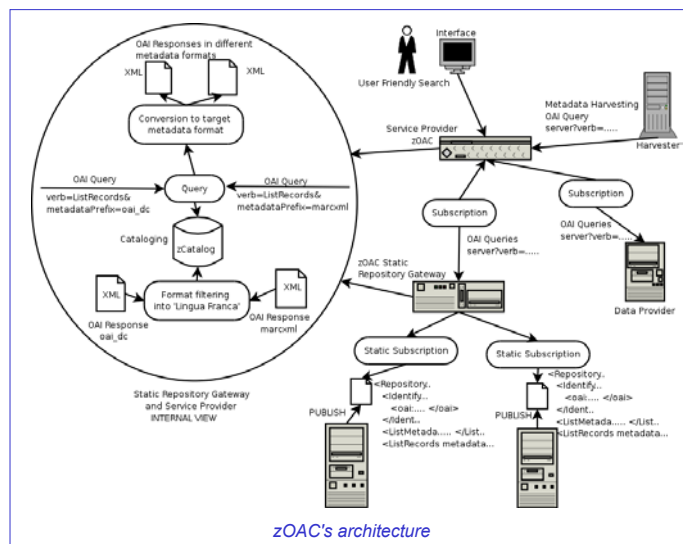 OAI Responses in different
metadata formats
XML
XML
Conversion to target
metadata format
OAI Query
verb=ListRecords&
metadataPrefix=oai_dc
Query
OAI Query
verb=ListRecords&
metadataPrefix=marcxml
Cataloging
zCatalog
XML
Format filtering
into 'Lingua Franca'
XML
OAI Response
oai_dc
OAI Response
marcxml
Static Repository Gateway
and Service Provider
INTERNAL VIEW
Interface
User Friendly Search
Service Provider
zOAC
Metadata Harvesting
OAI Query
server?verb=.....
Harvester
Subscription
Subscription
OAI Queries
server?verb=.....
OAI Queries
server?verb=.....
zOAC Static
Repository Gateway
Data Provider
Static Subscription
Static Subscription
<Repository..
<Identify...
<oai:.... </oai>
</Ident..
<ListMetada..... </List..
<ListRecords metadata...
PUBLISH
<Repository..
<Identify...
<oai:.... </oai>
</Ident..
<ListMetada..... </List..
<ListRecords metadata...
PUBLISH
zOAC's architecture